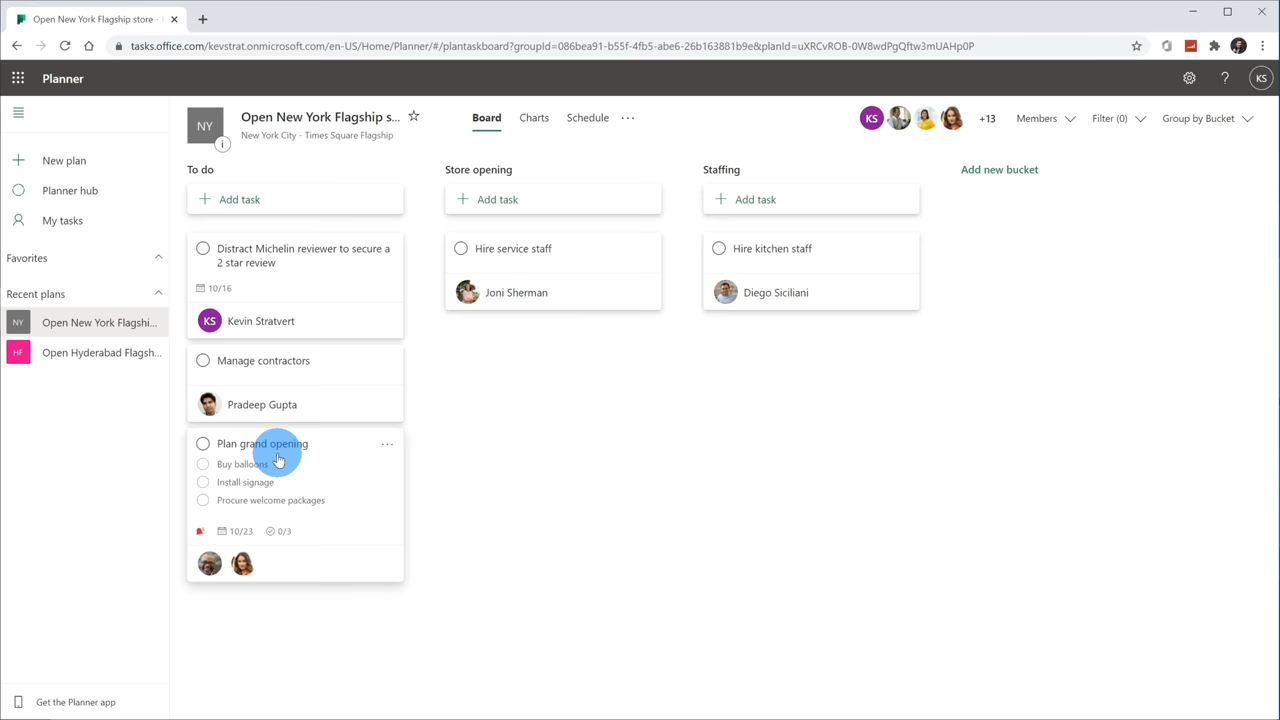 Open New York Flagship store -
tasks.office.com/kevstrat.onmicrosoft.com/en-US/Home/Planner/#/plantaskboard?groupId=086bea91-b55f-4fb5-abe6-26b163881b9e&planId=uXRCvROB-0W8wdPgQftw3mUAHp0P
Planner
?
KS
New plan
Planner hub
My tasks
Favorites
Recent plans
NY
Open New York Flagshi...
HF
Open Hyderabad Flagsh...
Get the Planner app
NY
i
Open New York Flagship s...
New York City - Times Square Flagship
Board
Charts
Schedule
...
KS
+13
Members
Filter (0)
Group by Bucket
To do
Add task
Distract Michelin reviewer to secure a
2 star review
10/16
KS
Kevin Stratvert
Manage contractors
Pradeep Gupta
Plan grand opening
...
Buy balloons
Install signage
Procure welcome packages
10/23
0/3
Store opening
Add task
Hire service staff
Joni Sherman
Staffing
Add task
Hire kitchen staff
Diego Siciliani
Add new bucket